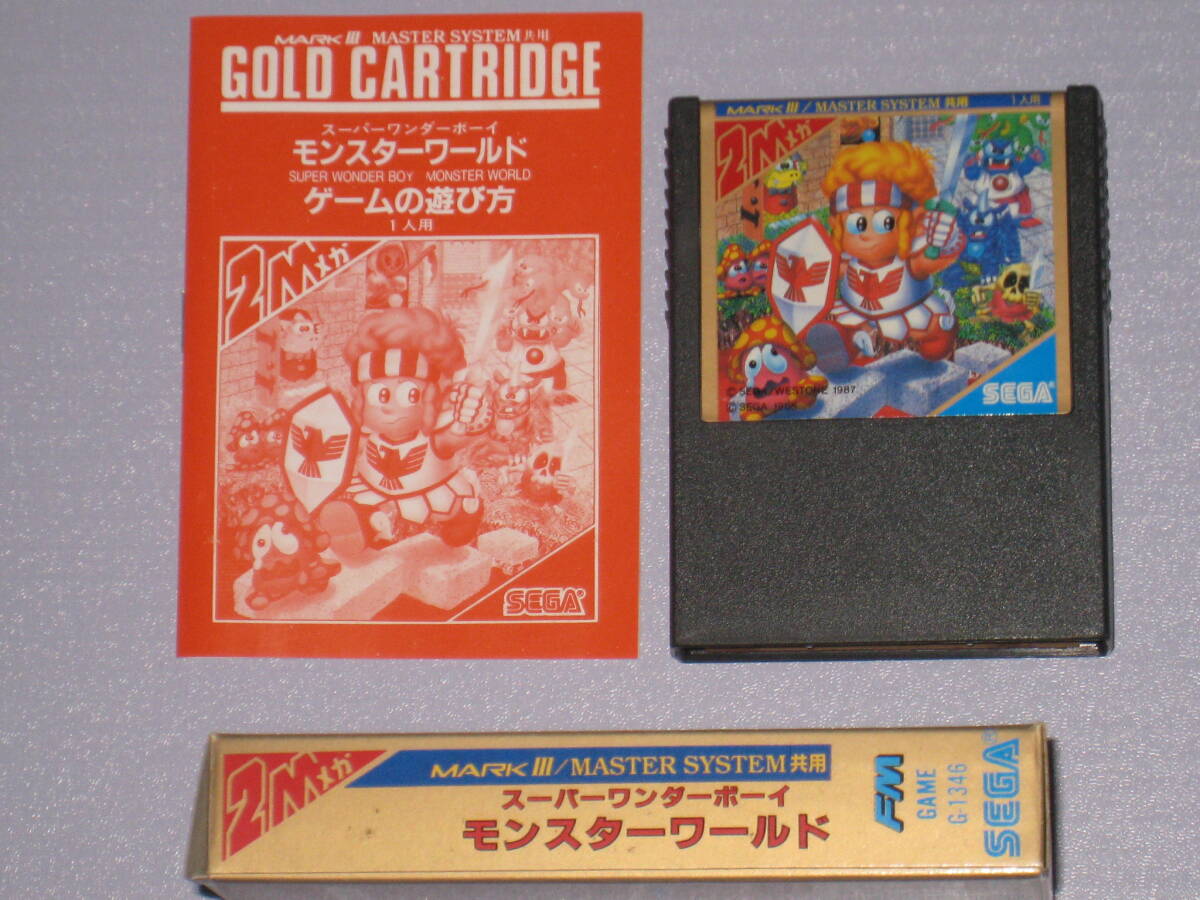 MARK III MASTER SYSTEM 共用
GOLD CARTRIDGE
スーパーワンダーボーイ
モンスターワールド
SUPER WONDER BOY MONSTER WORLD
ゲームの遊び方
1人用
2Mメガ
SEGA®
MARK III/MASTER SYSTEM 共用 1人用
2Mメガ
© SEGA/WESTONE 1987
© SEGA 1988
SEGA®
2Mメガ
MARK III/MASTER SYSTEM 共用
スーパーワンダーボーイ
モンスターワールド
FM
GAME
G-1346
SEGA®